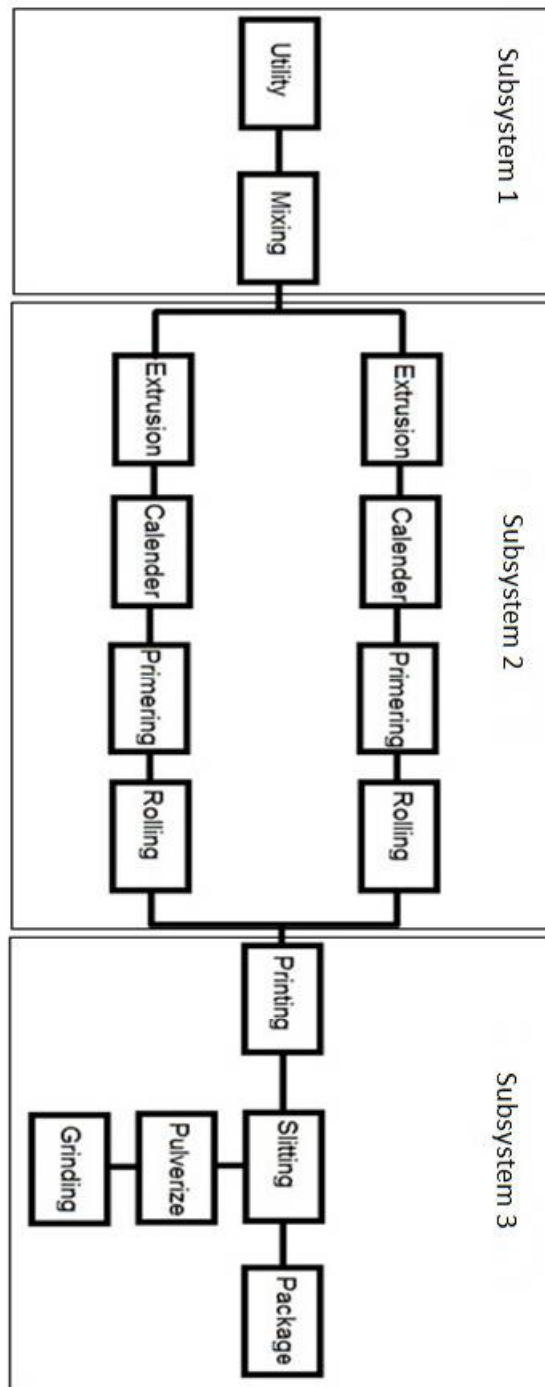 Subsystem 1
Utility
Mixing
Subsystem 2
Extrusion
Calender
Primering
Rolling
Extrusion
Calender
Primering
Rolling
Subsystem 3
Printing
Slitting
Package
Pulverize
Grinding